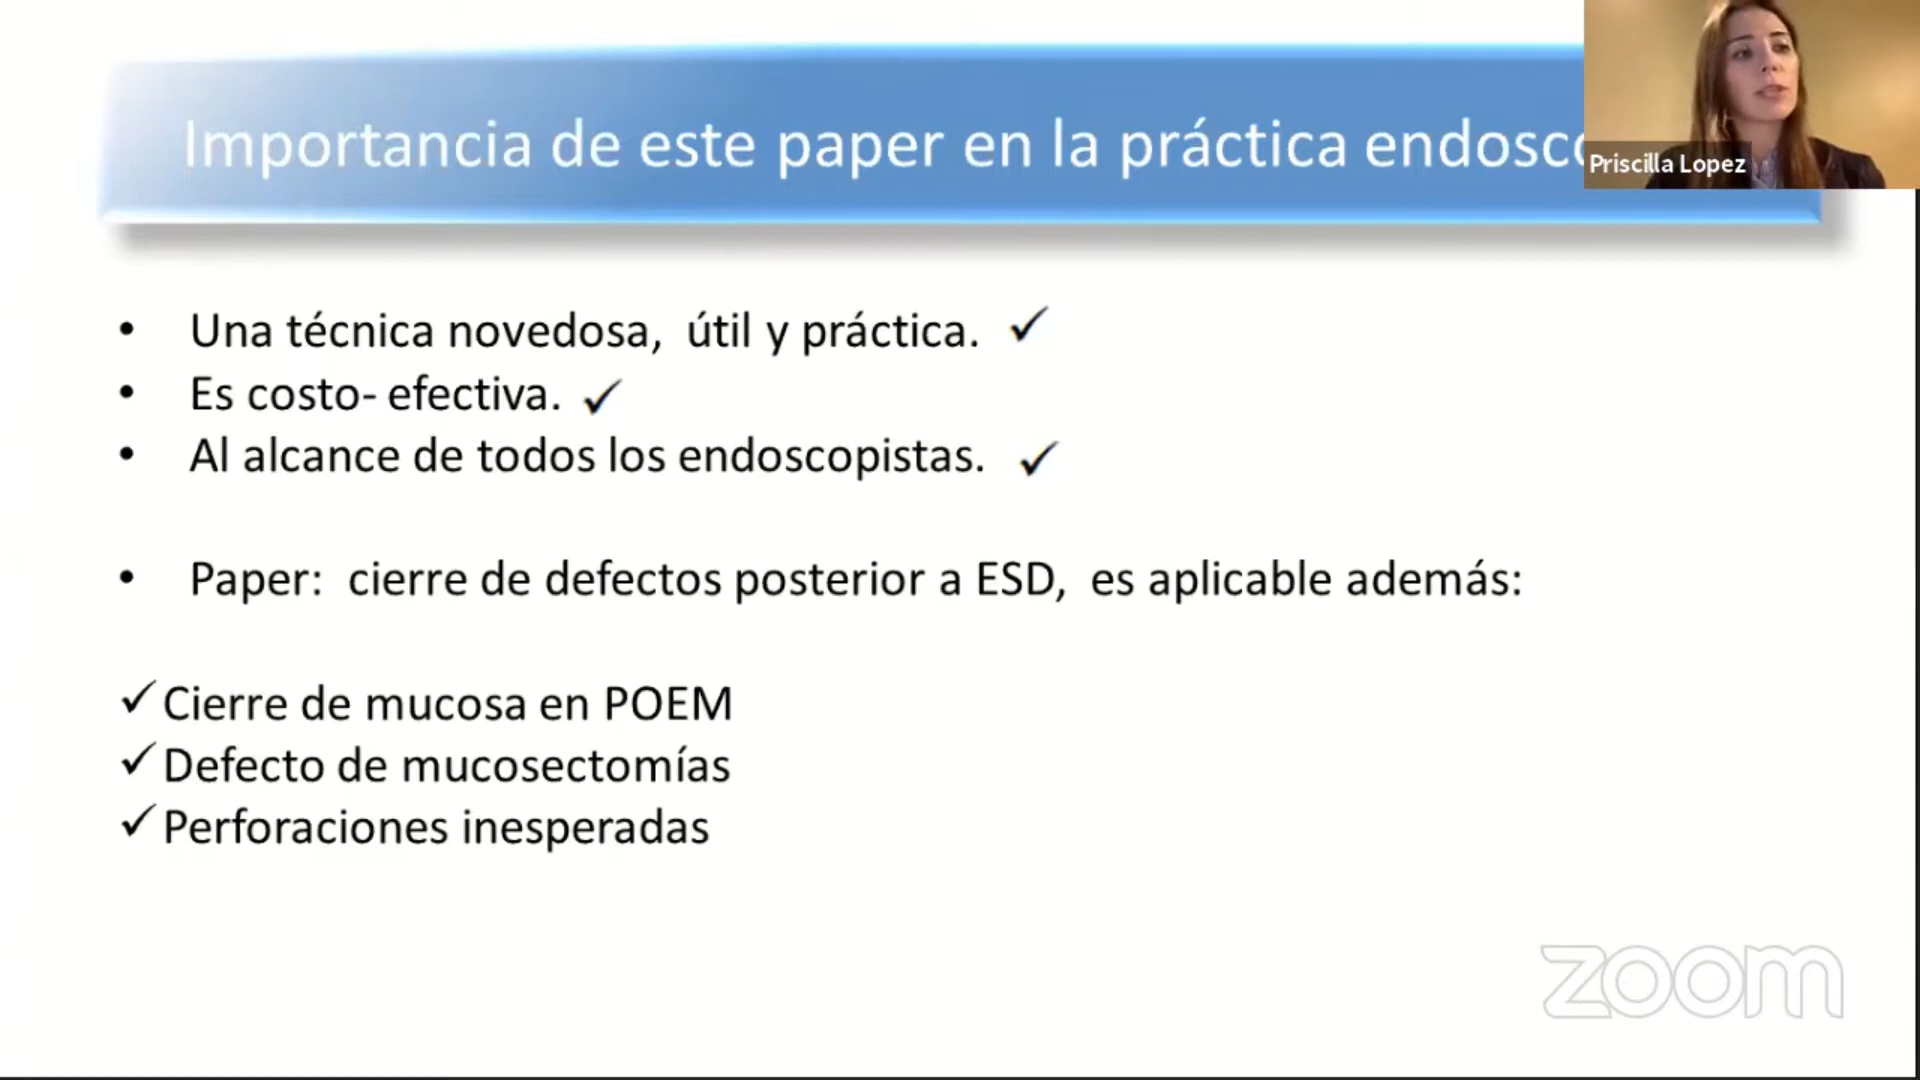 Importancia de este paper en la práctica
Priscilla Lopez
• Una técnica novedosa, útil y práctica. ✓
• Es costo- efectiva. ✓
• Al alcance de todos los endoscopistas. ✓
• Paper: cierre de defectos posterior a ESD, es aplicable además:
✓ Cierre de mucosa en POEM
✓ Defecto de mucosectomías
✓ Perforaciones inesperadas
zoom